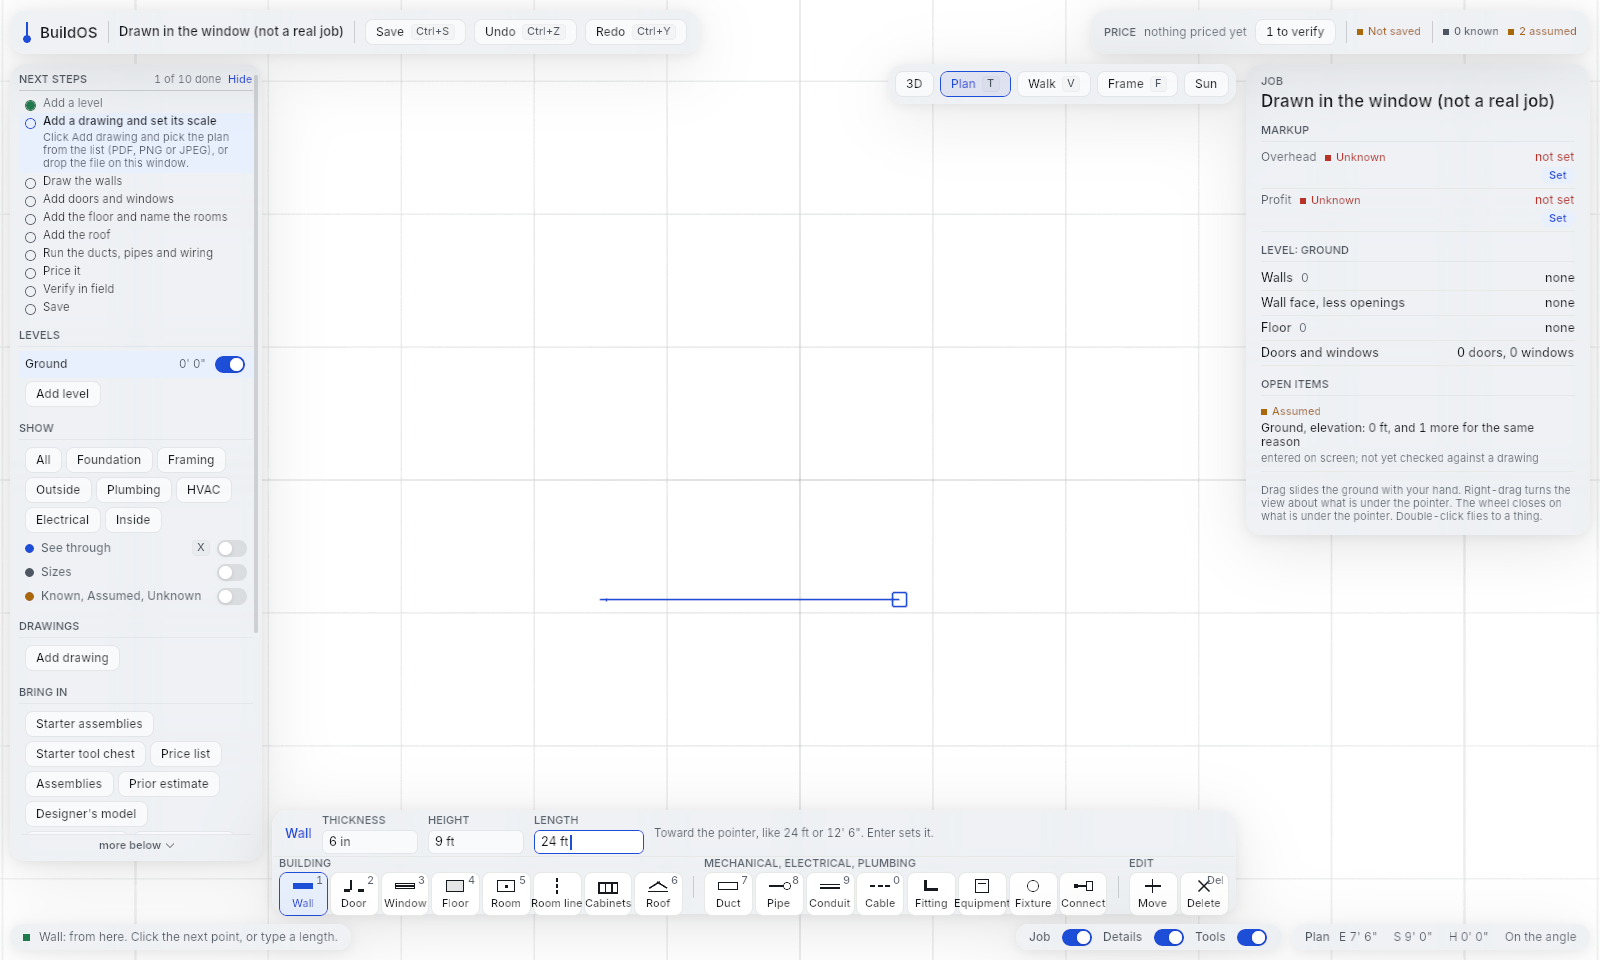 BuildOS
Drawn in the window (not a real job)
Save Ctrl+S
Undo Ctrl+Z
Redo Ctrl+Y
PRICE nothing priced yet
1 to verify
Not saved
0 known
2 assumed
3D
Plan T
Walk V
Frame F
Sun
NEXT STEPS
1 of 10 done
Hide
Add a level
Add a drawing and set its scale
Click Add drawing and pick the plan
from the list (PDF, PNG or JPEG), or
drop the file on this window.
Draw the walls
Add doors and windows
Add the floor and name the rooms
Add the roof
Run the ducts, pipes and wiring
Price it
Verify in field
Save
LEVELS
Ground 0' 0"
Add level
SHOW
All Foundation Framing
Outside Plumbing HVAC
Electrical Inside
See through X
Sizes
Known, Assumed, Unknown
DRAWINGS
Add drawing
BRING IN
Starter assemblies
Starter tool chest Price list
Assemblies Prior estimate
Designer's model
more below
JOB
Drawn in the window (not a real job)
MARKUP
Overhead Unknown not set
Set
Profit Unknown not set
Set
LEVEL: GROUND
Walls 0 none
Wall face, less openings none
Floor 0 none
Doors and windows 0 doors, 0 windows
OPEN ITEMS
Assumed
Ground, elevation: 0 ft, and 1 more for the same
reason
entered on screen; not yet checked against a drawing
Drag slides the ground with your hand. Right-drag turns the
view about what is under the pointer. The wheel closes on
what is under the pointer. Double-click flies to a thing.
Wall
THICKNESS
6 in
HEIGHT
9 ft
LENGTH
24 ft
Toward the pointer, like 24 ft or 12' 6". Enter sets it.
BUILDING
1 Wall
2 Door
3 Window
4 Floor
5 Room
Room line
Cabinets
6 Roof
MECHANICAL, ELECTRICAL, PLUMBING
7 Duct
8 Pipe
9 Conduit
0 Cable
Fitting
Equipment
Fixture
Connect
EDIT
Move
Del Delete
Wall: from here. Click the next point, or type a length.
Job Details Tools
Plan E 7' 6" S 9' 0" H 0' 0" On the angle